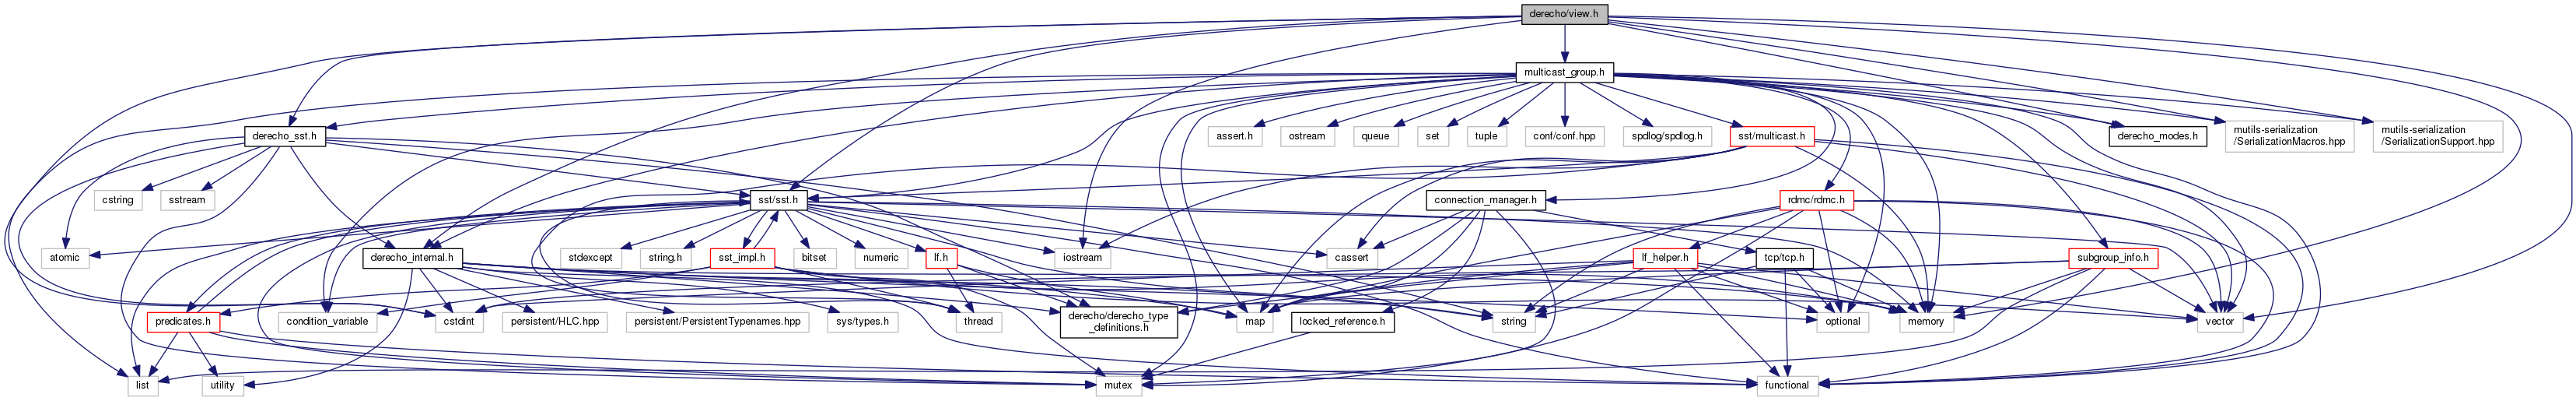 derecho/view.h
multicast_group.h
derecho_sst.h
assert.h
ostream
queue
set
tuple
conf/conf.hpp
spdlog/spdlog.h
sst/multicast.h
derecho_modes.h
mutils-serialization
/SerializationMacros.hpp
mutils-serialization
/SerializationSupport.hpp
cstring
sstream
sst/sst.h
connection_manager.h
rdmc/rdmc.h
atomic
derecho_internal.h
stdexcept
string.h
sst_impl.h
bitset
numeric
lf.h
iostream
cassert
lf_helper.h
tcp/tcp.h
subgroup_info.h
predicates.h
condition_variable
cstdint
persistent/HLC.hpp
persistent/PersistentTypenames.hpp
sys/types.h
thread
derecho/derecho_type
_definitions.h
map
locked_reference.h
string
optional
memory
vector
list
utility
mutex
functional